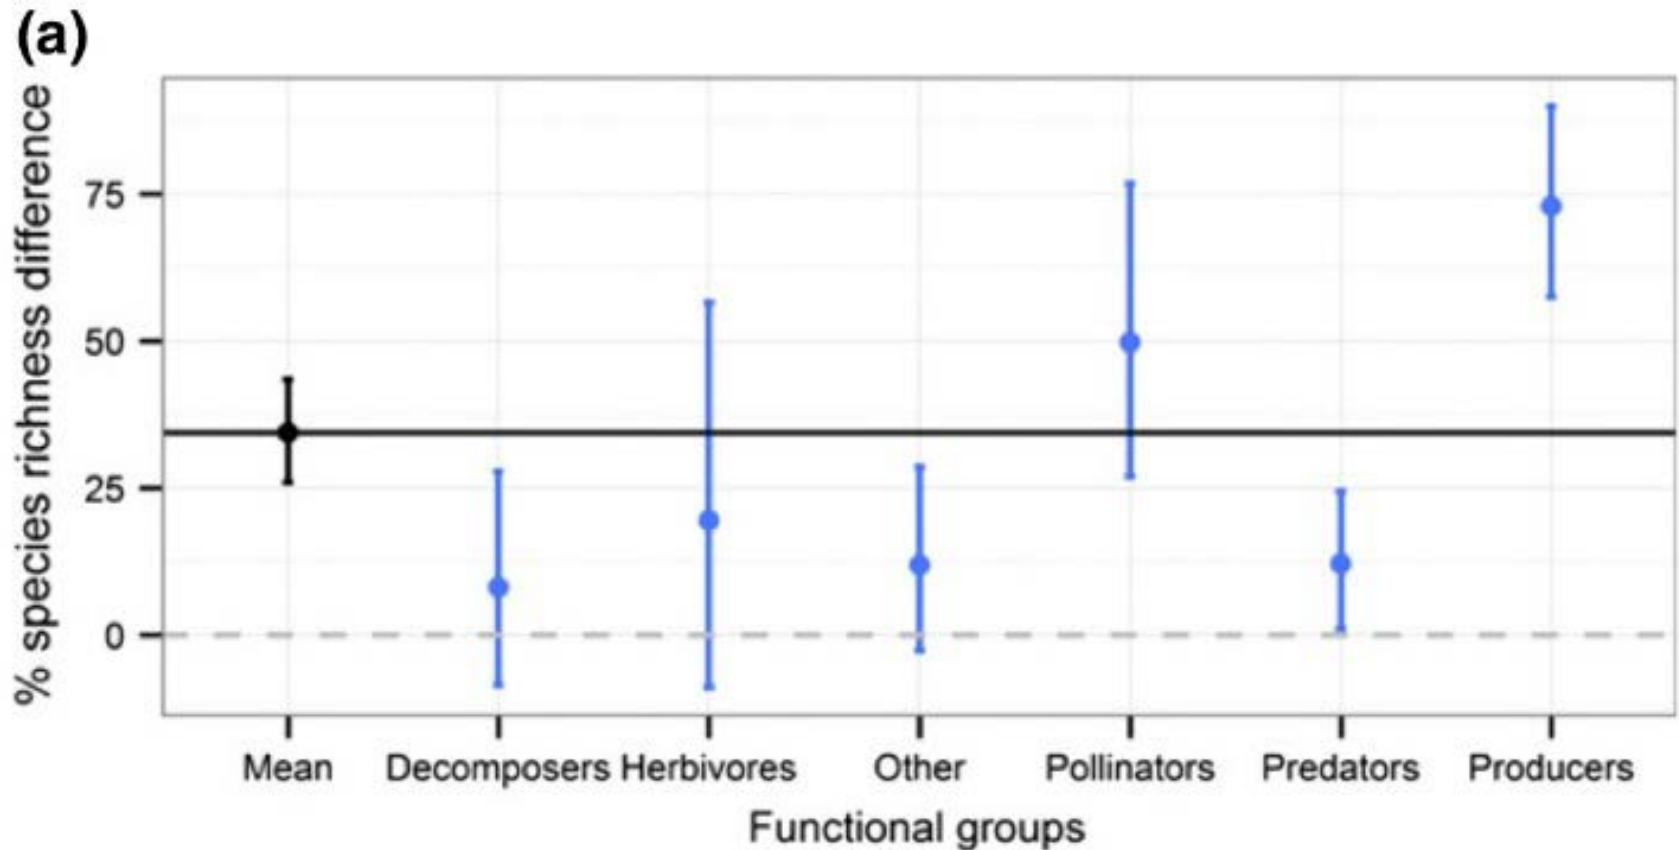 (a)
% species richness difference
75
50
25
0
Mean Decomposers Herbivores Other Pollinators Predators Producers
Functional groups